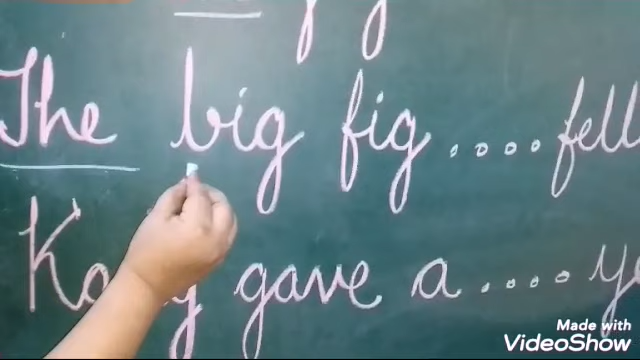 The big fig .... fell
gave a ....
Made with
VideoShow